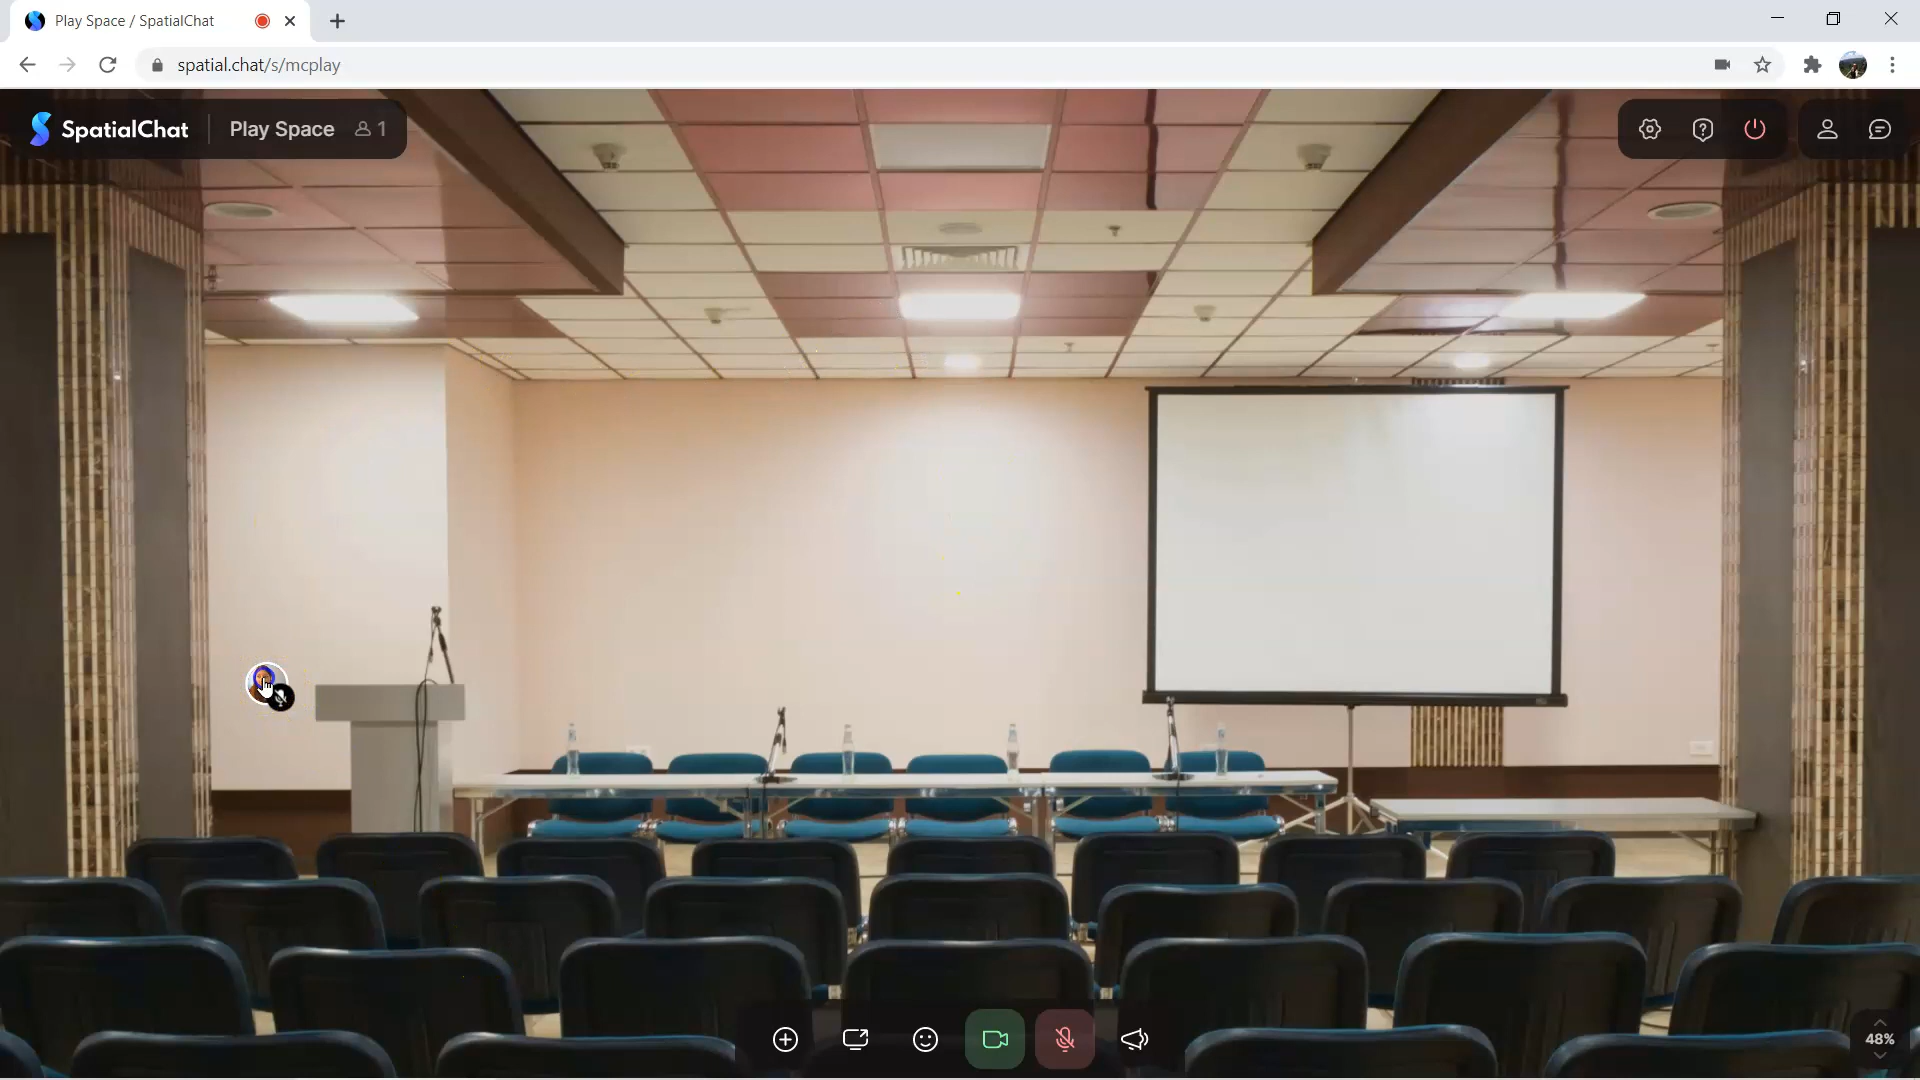 Play Space / SpatialChat
spatial.chat/s/mcplay
SpatialChat
Play Space
1
48%